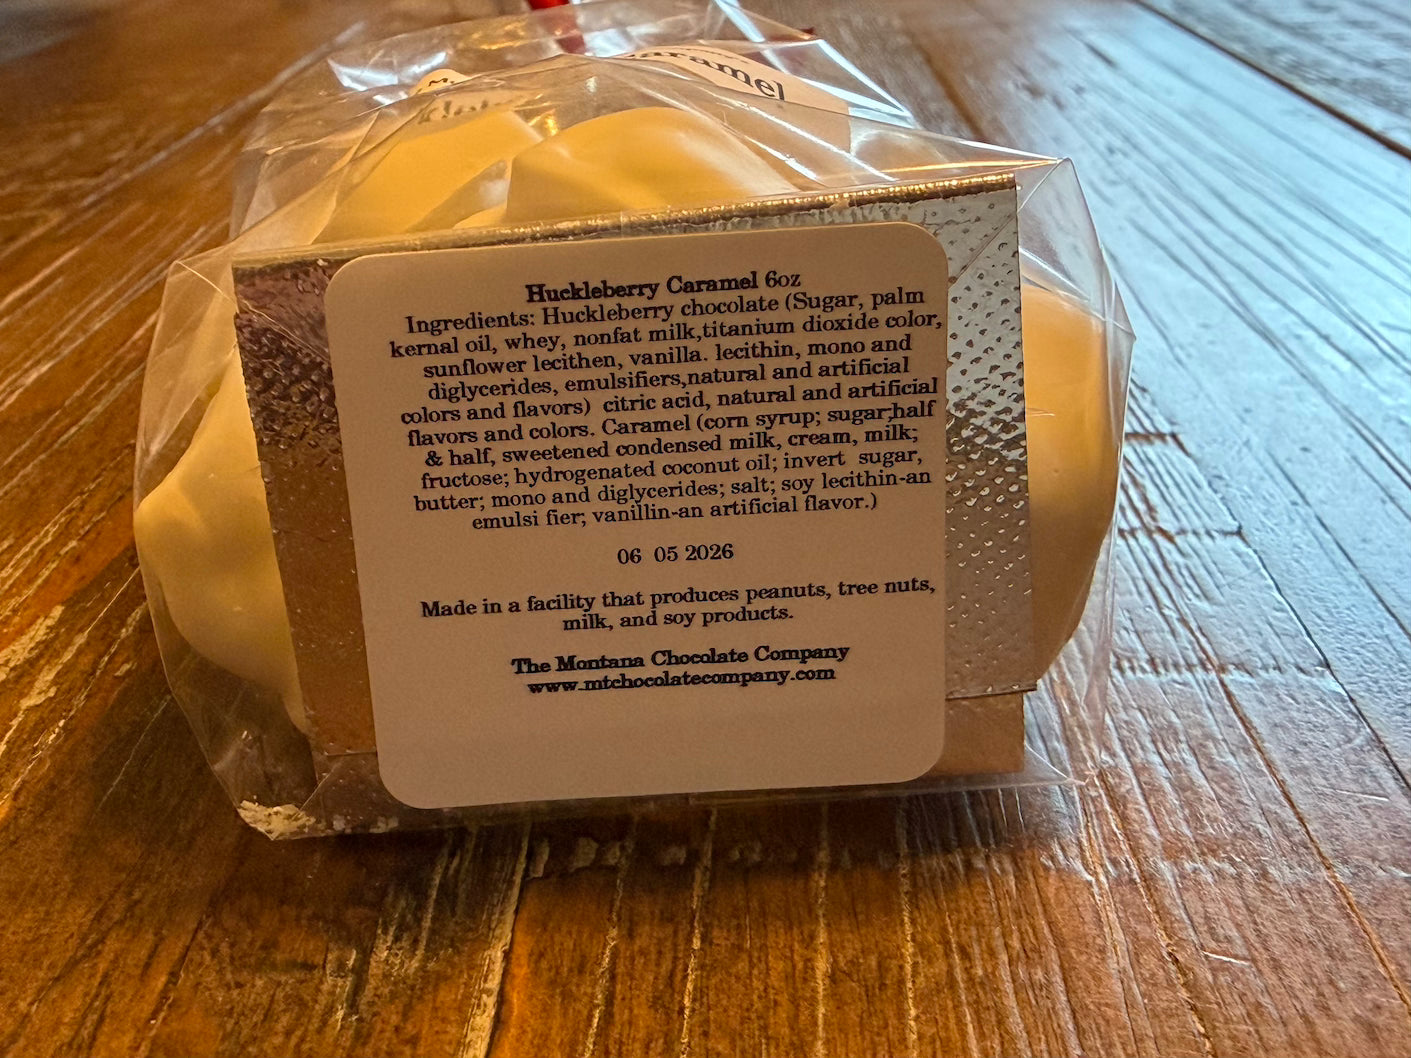 caramel
Huckleberry Caramel 6oz
Ingredients: Huckleberry chocolate (Sugar, palm
kernal oil, whey, nonfat milk,titanium dioxide color,
sunflower lecithen, vanilla. lecithin, mono and
diglycerides, emulsifiers,natural and artificial
colors and flavors)  citric acid, natural and artificial
flavors and colors. Caramel (corn syrup; sugar;half
& half, sweetened condensed milk, cream, milk;
fructose; hydrogenated coconut oil; invert  sugar,
butter; mono and diglycerides; salt; soy lecithin-an
emulsi fier; vanillin-an artificial flavor.)
06  05 2026
Made in a facility that produces peanuts, tree nuts,
milk, and soy products.
The Montana Chocolate Company
www.mtchocolatecompany.com